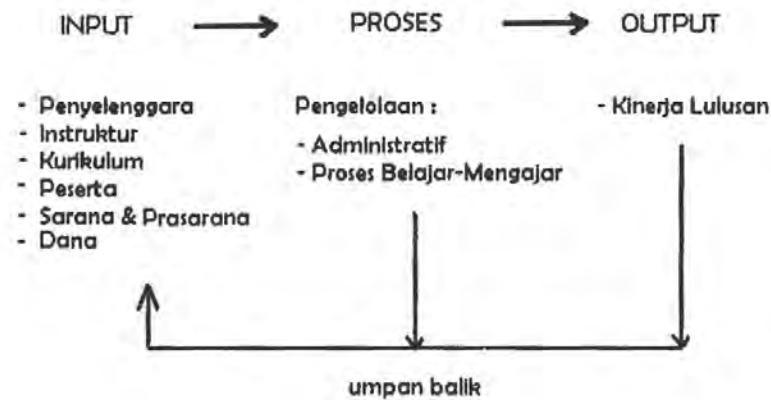 INPUT PROSES OUTPUT
- Penyelenggara
- Instruktur
- Kurikulum
- Peserta
- Sarana & Prasarana
- Dana
Pengelolaan :
- Administratif
- Proses Belajar-Mengajar
- Kinerja Lulusan
umpan balik